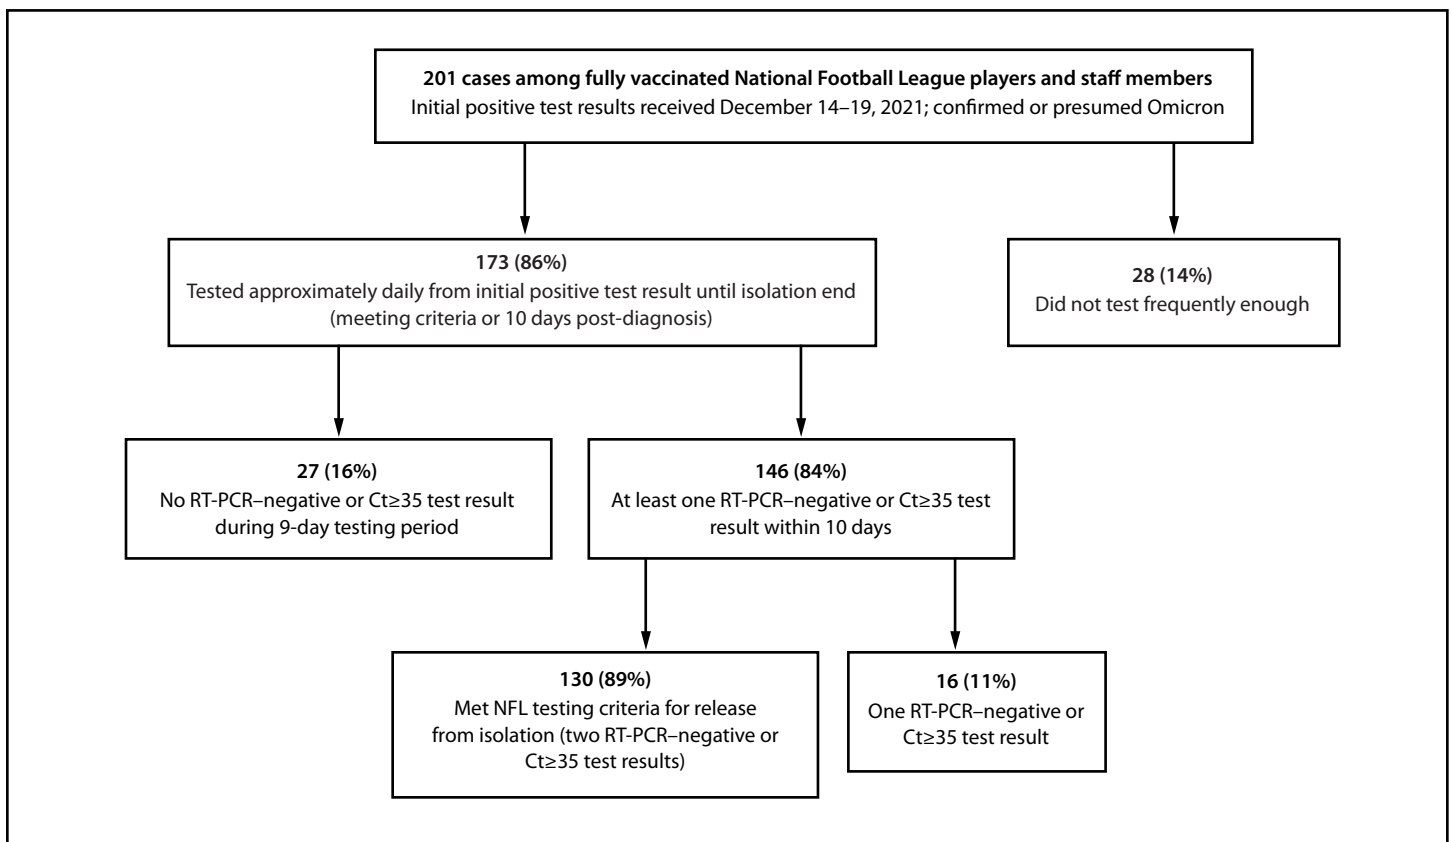 201 cases among fully vaccinated National Football League players and staff members
Initial positive test results received December 14–19, 2021; confirmed or presumed Omicron
173 (86%)
Tested approximately daily from initial positive test result until isolation end
(meeting criteria or 10 days post-diagnosis)
28 (14%)
Did not test frequently enough
27 (16%)
No RT-PCR–negative or Ct≥35 test result
during 9-day testing period
146 (84%)
At least one RT-PCR–negative or Ct≥35 test
result within 10 days
130 (89%)
Met NFL testing criteria for release
from isolation (two RT-PCR–negative or
Ct≥35 test results)
16 (11%)
One RT-PCR–negative or
Ct≥35 test result